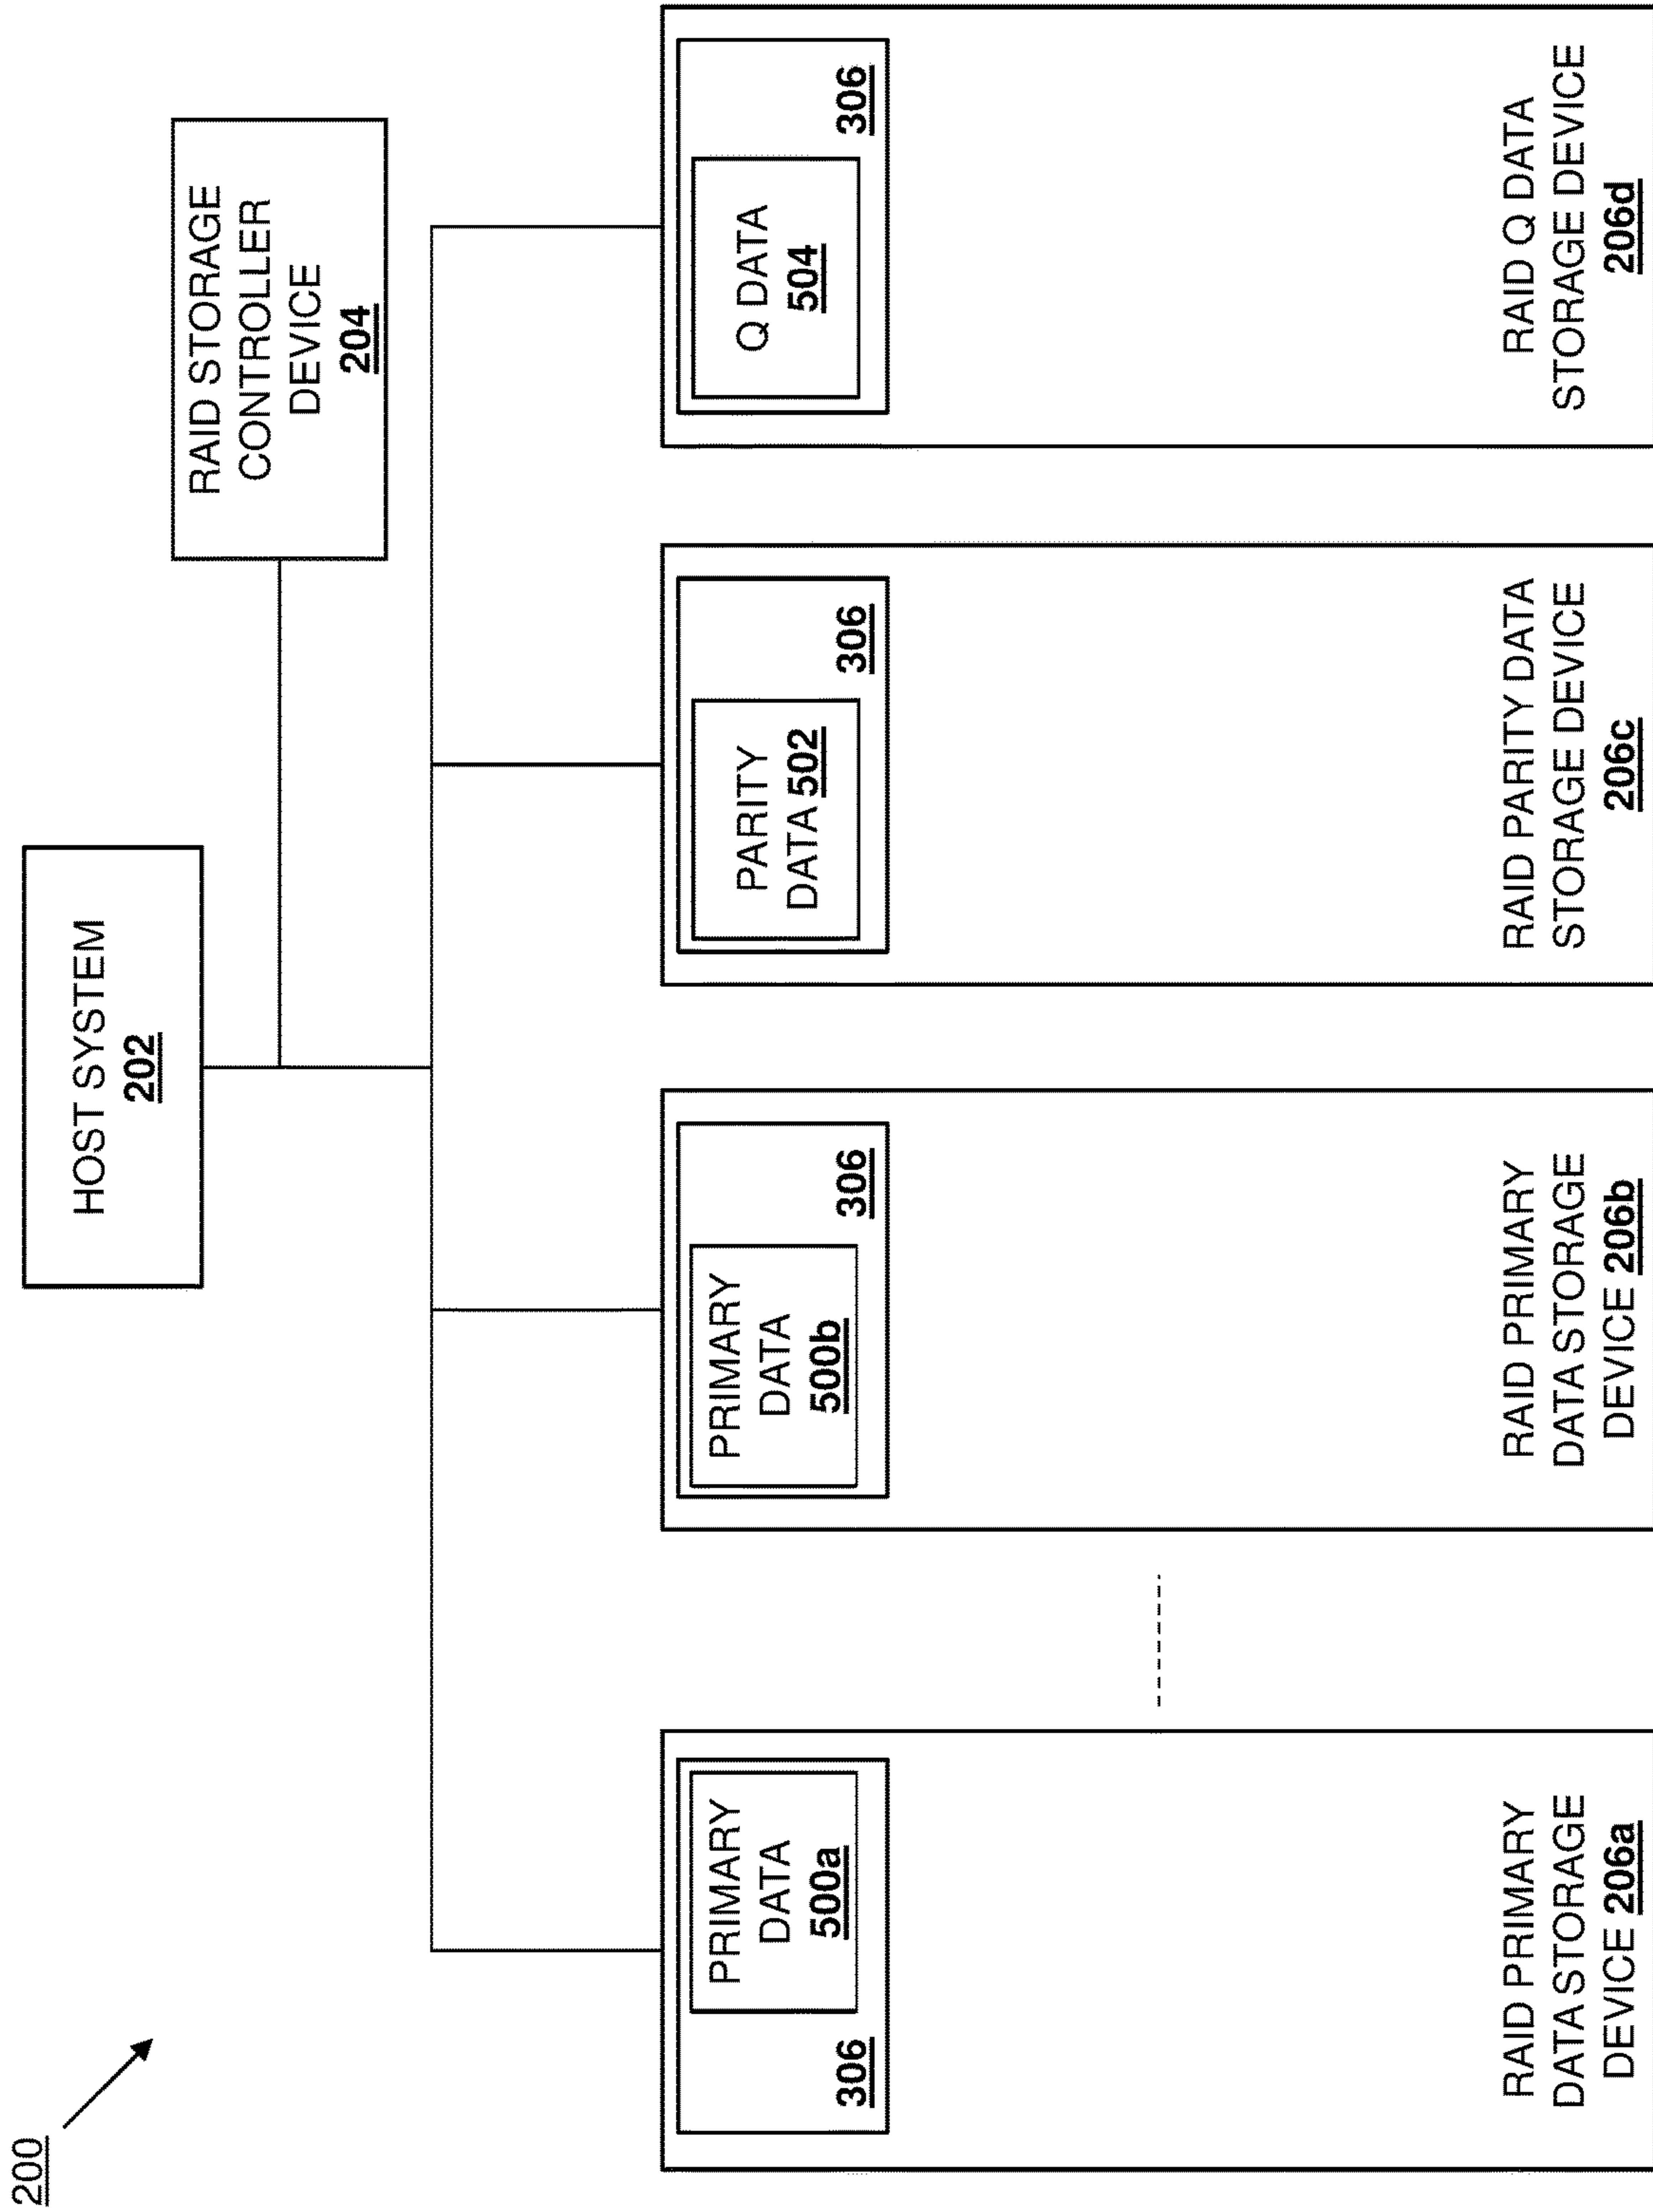 200
HOST SYSTEM
202
RAID STORAGE
CONTROLLER
DEVICE
204
PRIMARY
DATA
500a
306
RAID PRIMARY
DATA STORAGE
DEVICE 206a
PRIMARY
DATA
500b
306
RAID PRIMARY
DATA STORAGE
DEVICE 206b
PARITY
DATA 502
306
RAID PARITY DATA
STORAGE DEVICE
206c
Q DATA
504
306
RAID Q DATA
STORAGE DEVICE
206d